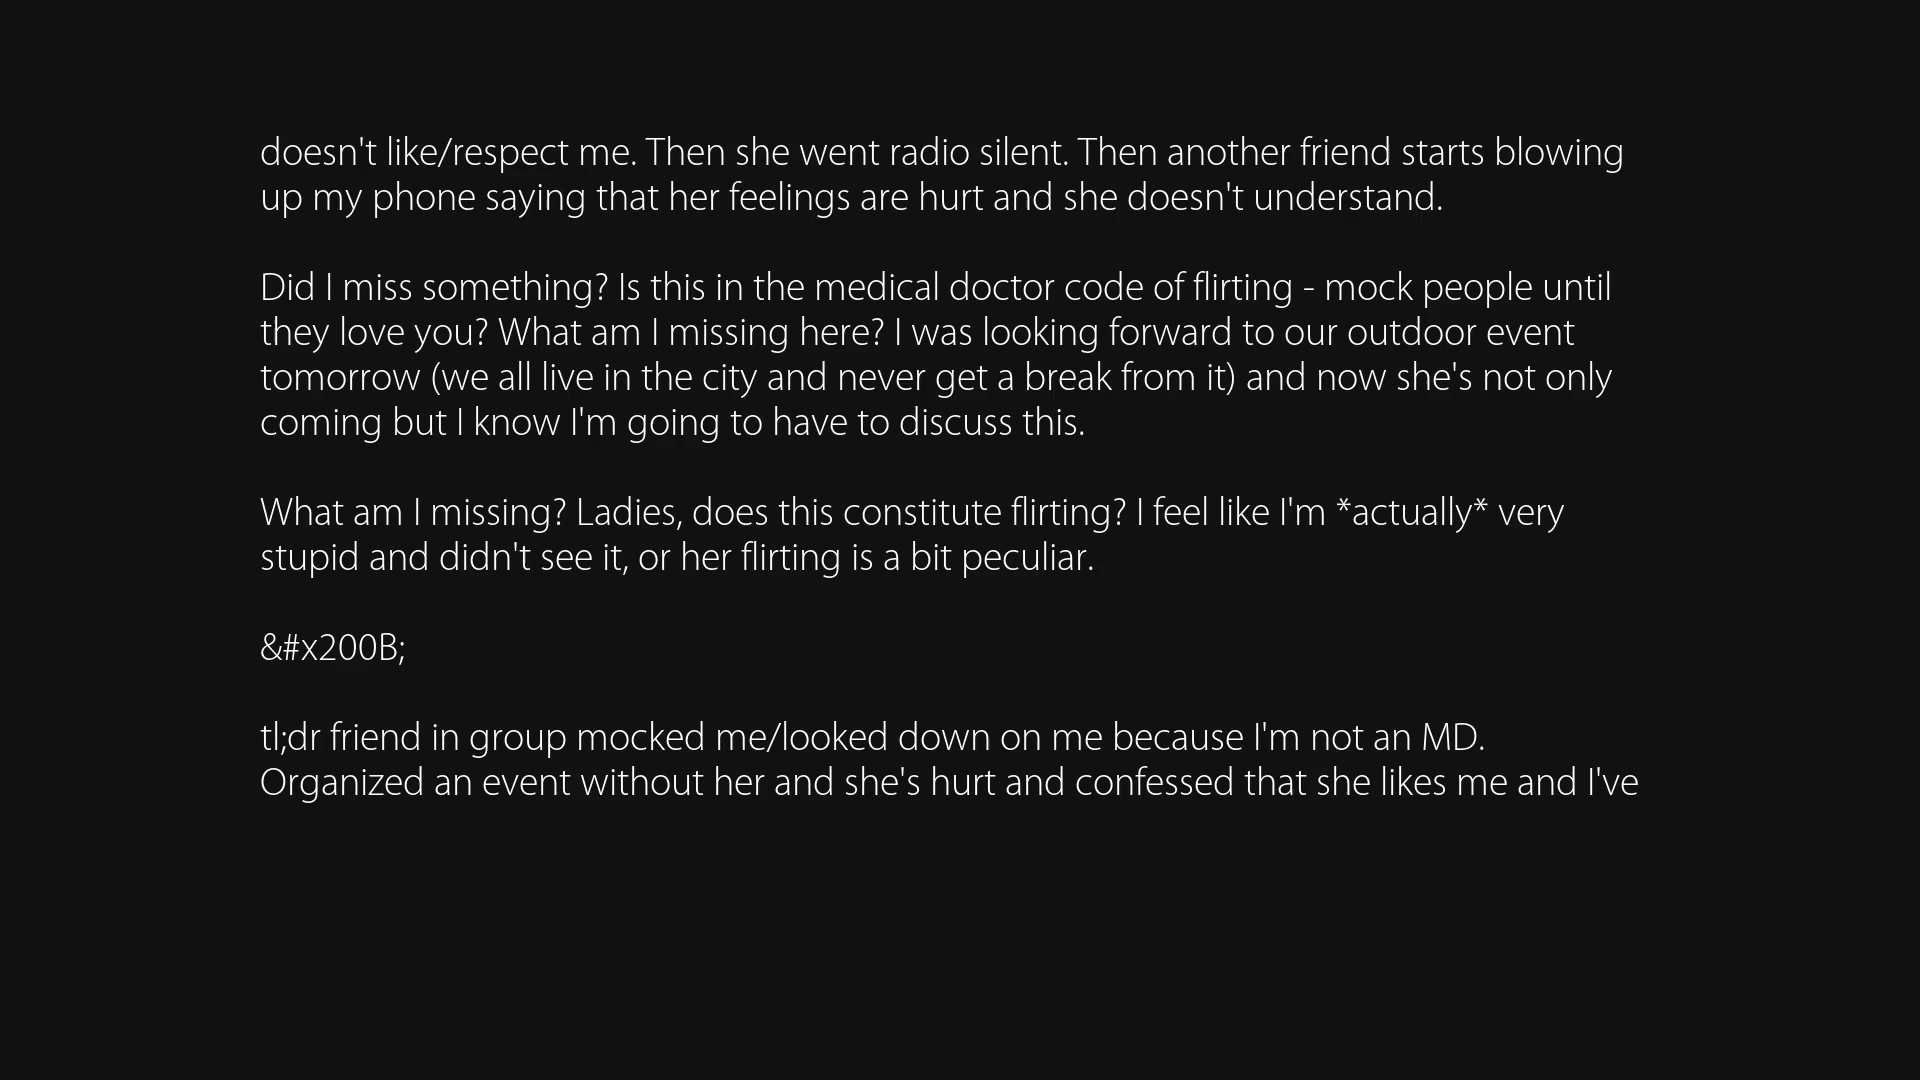 doesn't like/respect me. Then she went radio silent. Then another friend starts blowing
up my phone saying that her feelings are hurt and she doesn't understand.
Did I miss something? Is this in the medical doctor code of flirting - mock people until
they love you? What am I missing here? I was looking forward to our outdoor event
tomorrow (we all live in the city and never get a break from it) and now she's not only
coming but I know I'm going to have to discuss this.
What am I missing? Ladies, does this constitute flirting? I feel like I'm *actually* very
stupid and didn't see it, or her flirting is a bit peculiar.
&#x200B;
tl;dr friend in group mocked me/looked down on me because I'm not an MD.
Organized an event without her and she's hurt and confessed that she likes me and I've